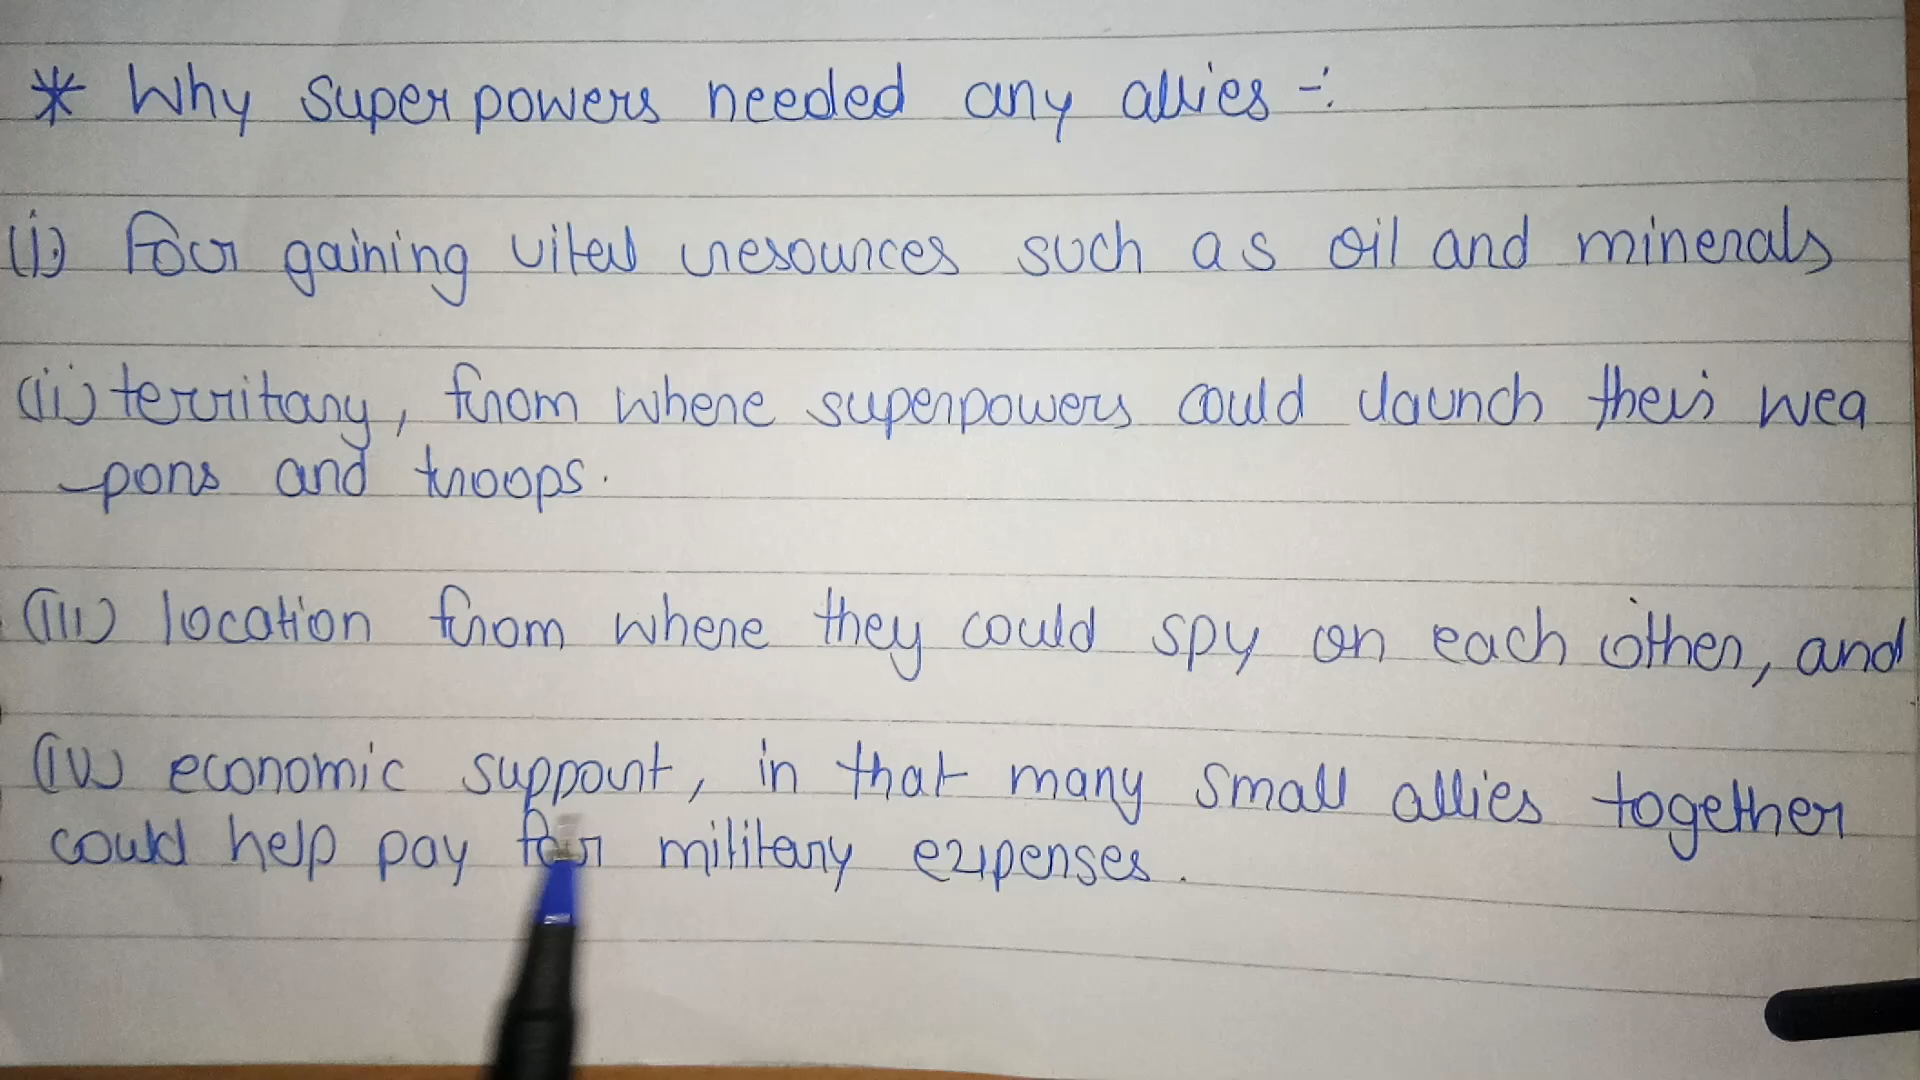 * Why Superpowers needed any allies -:
(i) For gaining vital resources such as oil and minerals
(ii) territory, from where superpowers could launch their wea
-pons and troops.
(iii) location from where they could spy on each other, and
(iv) economic support, in that many small allies together
could help pay for military expenses.